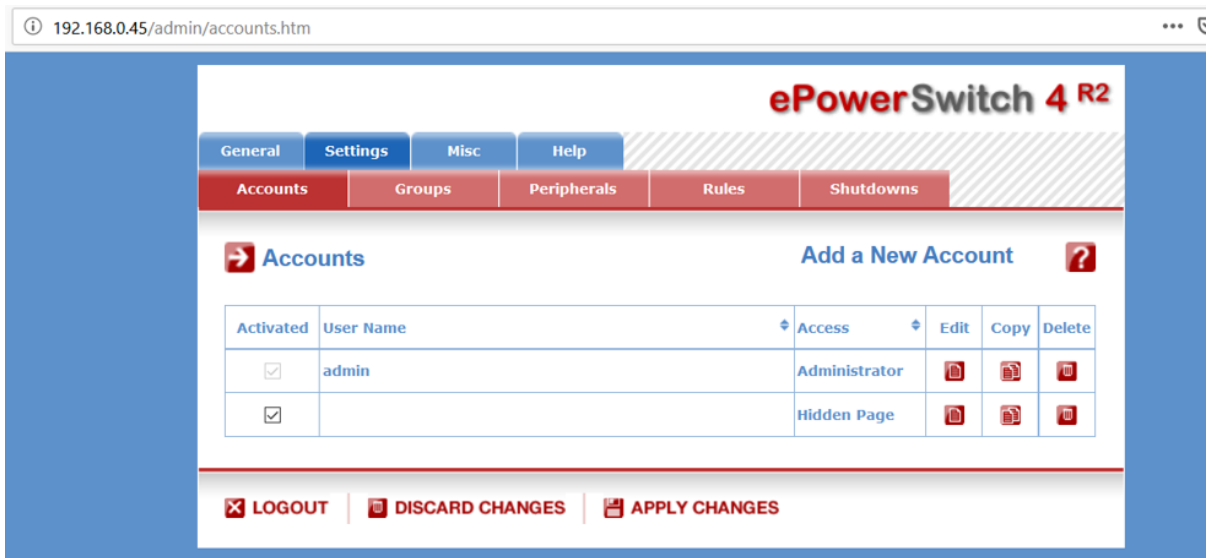 192.168.0.45/admin/accounts.htm
ePowerSwitch 4 R2
General Settings Misc Help
Accounts Groups Peripherals Rules Shutdowns
Accounts Add a New Account ?
Activated User Name Access Edit Copy Delete
admin Administrator
Hidden Page
LOGOUT DISCARD CHANGES APPLY CHANGES